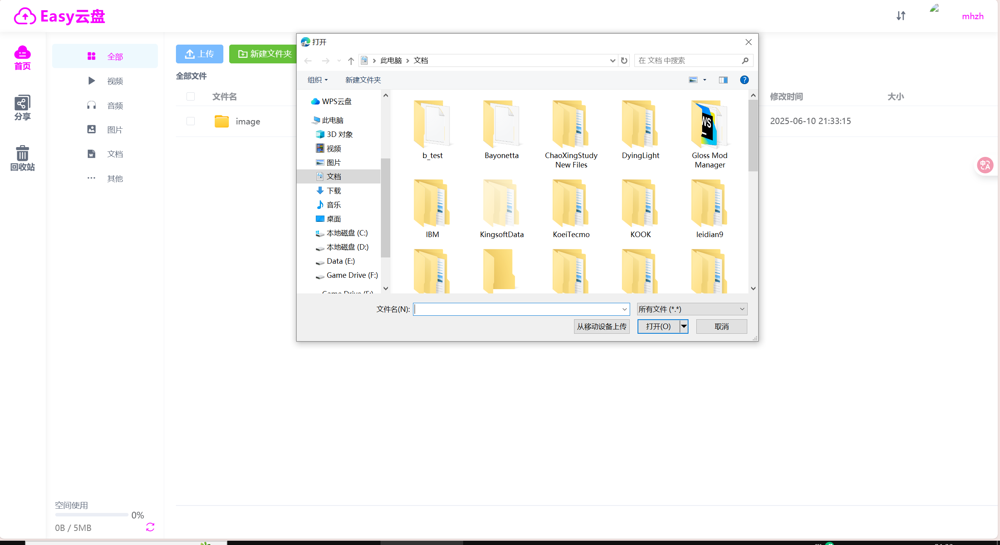 Easy云盘
mhzh
首页
分享
回收站
全部
视频
音频
图片
文档
其他
空间使用
0%
0B / 5MB
上传
新建文件夹
全部文件
文件名
修改时间
大小
image
2025-06-10 21:33:15
打开
此电脑
文档
在 文档 中搜索
组织
新建文件夹
WPS云盘
此电脑
3D 对象
视频
图片
文档
下载
音乐
桌面
本地磁盘 (C:)
本地磁盘 (D:)
Data (E:)
Game Drive (F:)
b_test
Bayonetta
ChaoXingStudy
New Files
DyingLight
WS
Gloss Mod
Manager
IBM
KingsoftData
KoeiTecmo
KOOK
leidian9
文件名(N):
所有文件 (*.*)
从移动设备上传
打开(O)
取消
中A